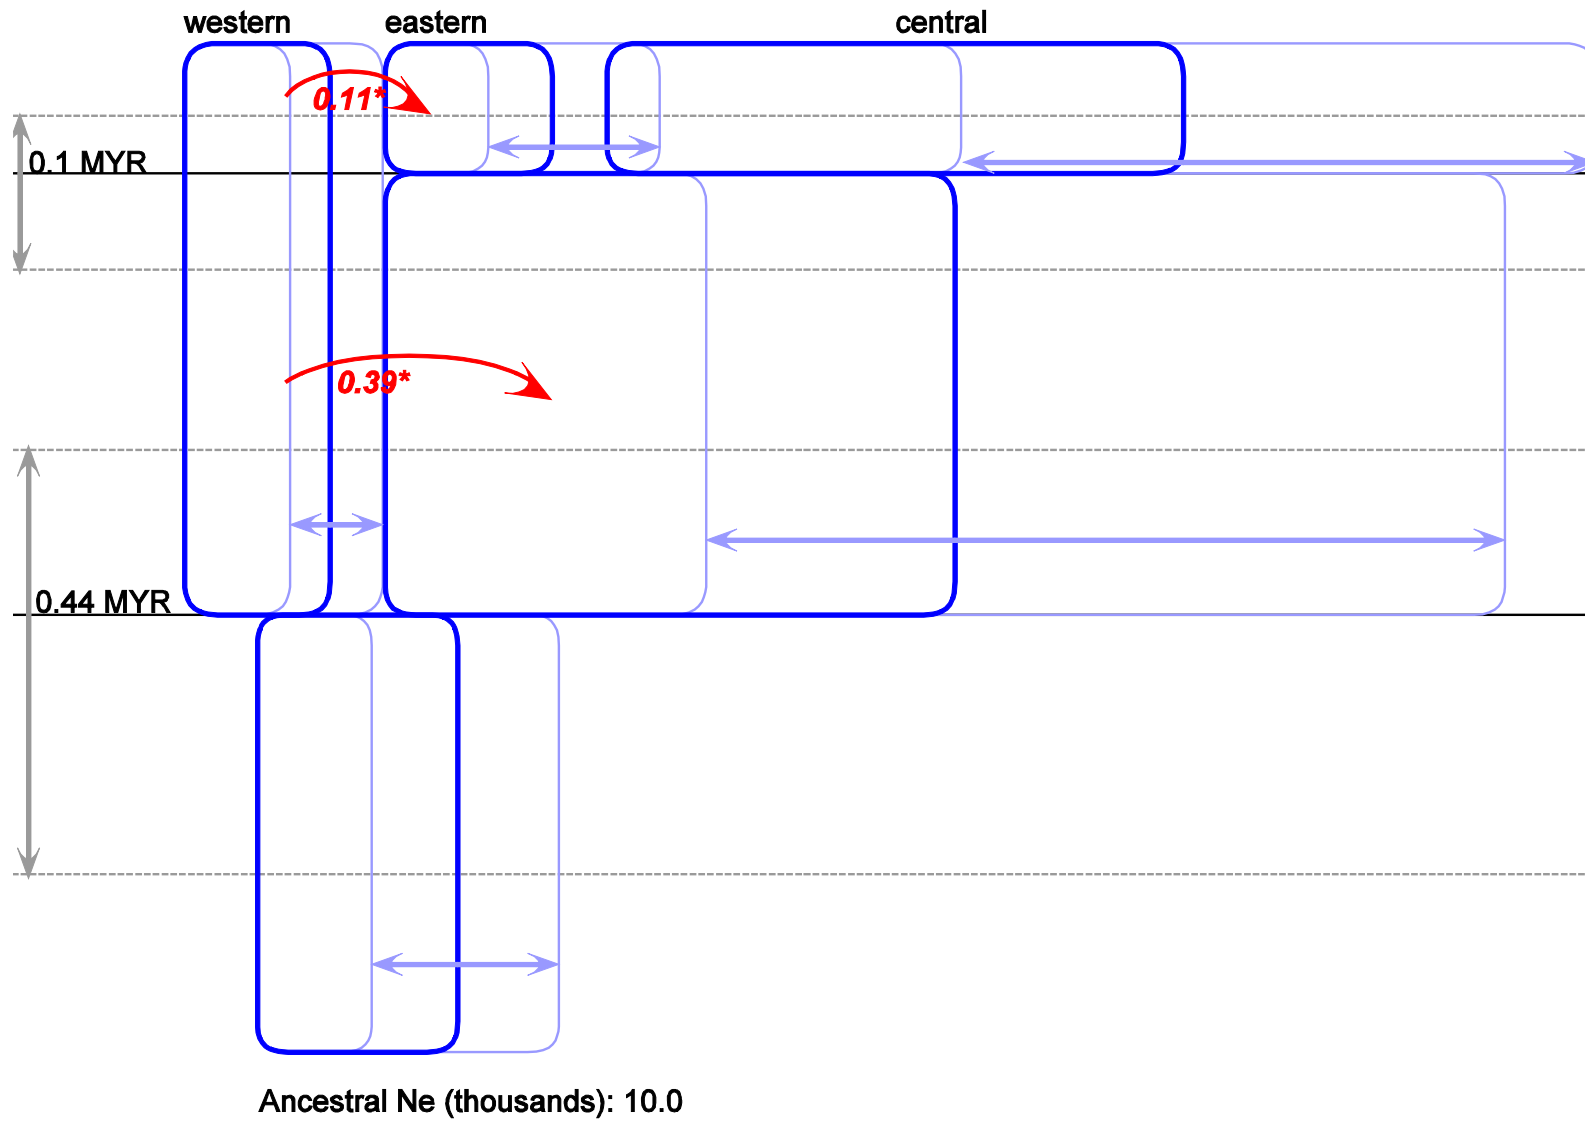 western eastern central
0.11*
0.1 MYR
0.39*
0.44 MYR
Ancestral Ne (thousands): 10.0